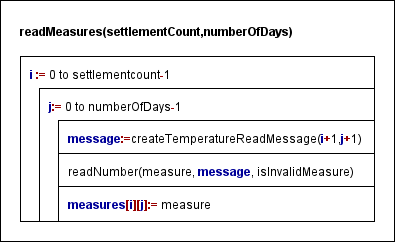 readMeasures(settlementCount,numberOfDays)
i := 0 to settlementcount-1
j:= 0 to numberOfDays-1
message:=createTemperatureReadMessage(i+1,j+1)
readNumber(measure, message, isInvalidMeasure)
measures[i][j]:= measure